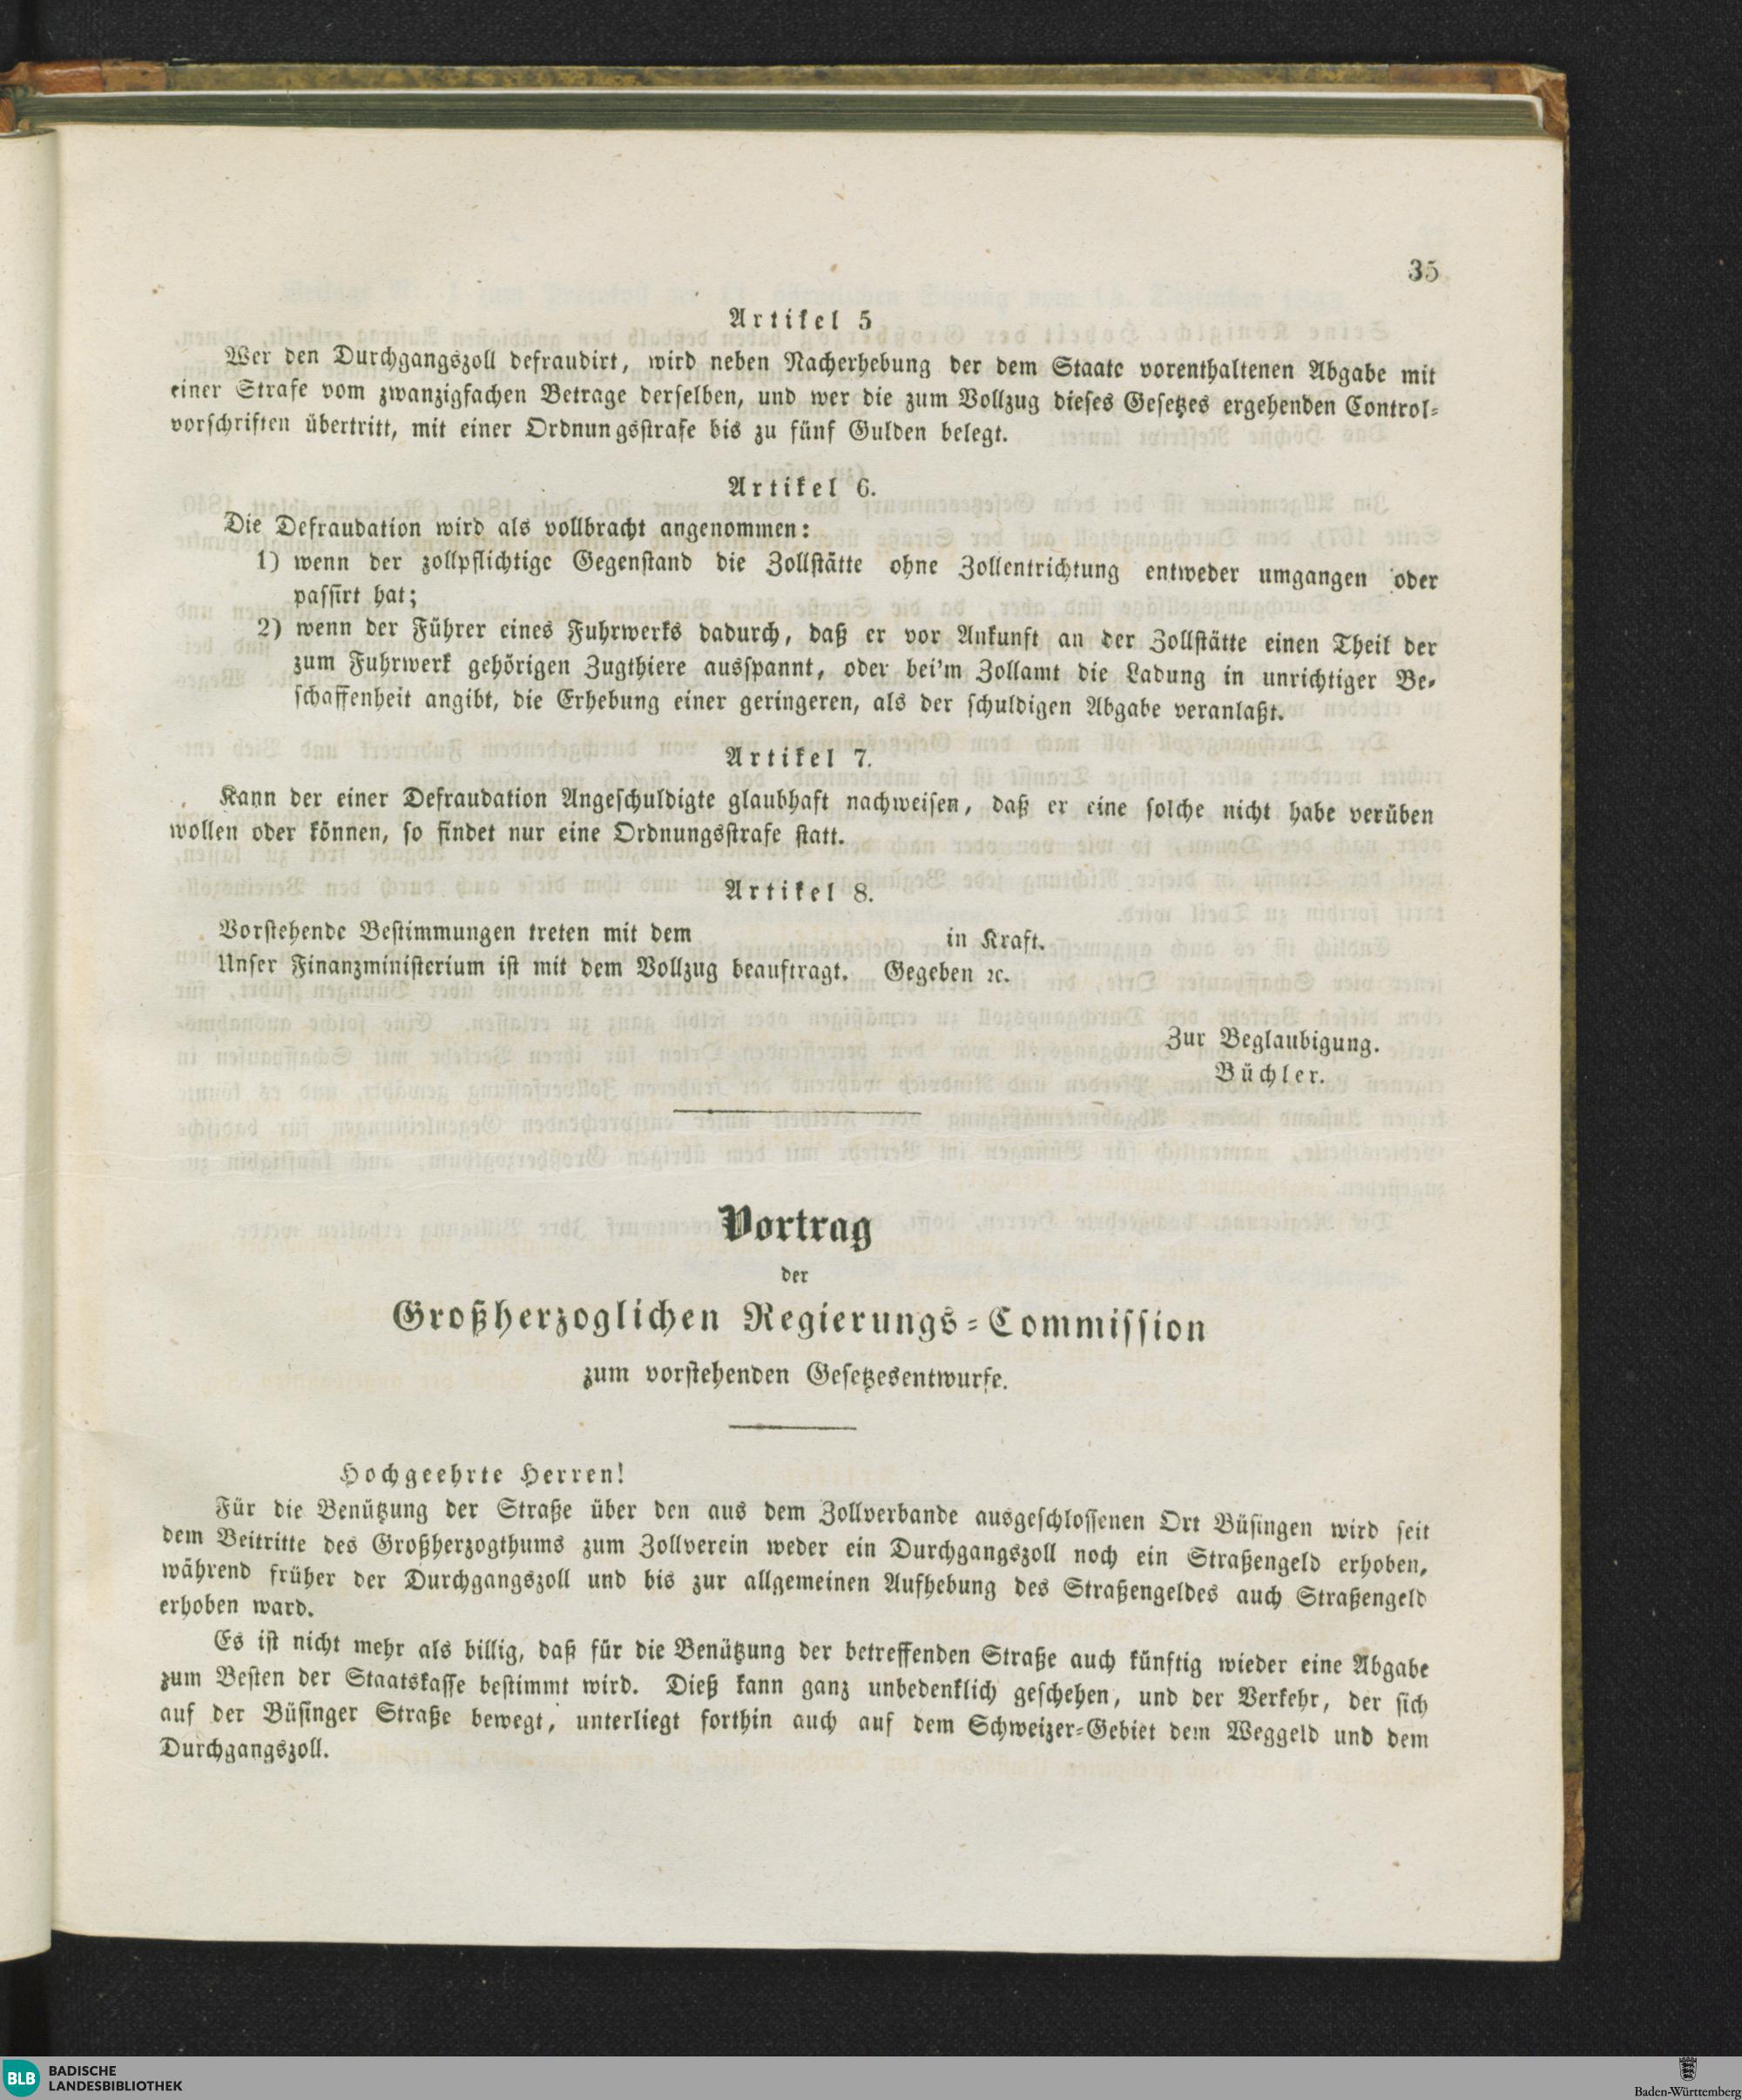 35
Artikel 5
Wer den Durchgangszoll defraudirt, wird neben Nacherhebung der dem Staate vorenthaltenen Abgabe mit
einer Strafe vom zwanzigfachen Betrage derselben, und wer die zum Vollzug dieses Gesetzes ergehenden Control-
vorschriften übertritt, mit einer Ordnungsstrafe bis zu fünf Gulden belegt.
Artikel 6.
Die Defraudation wird als vollbracht angenommen:
1) wenn der zollpflichtige Gegenstand die Zollstätte ohne Zollentrichtung entweder umgangen oder
passirt hat;
2) wenn der Führer eines Fuhrwerks dadurch, daß er vor Ankunft an der Zollstätte einen Theil der
zum Fuhrwerk gehörigen Zugthiere ausspannt, oder bei'm Zollamt die Ladung in unrichtiger Be-
schaffenheit angibt, die Erhebung einer geringeren, als der schuldigen Abgabe veranlaßt.
Artikel 7.
Kann der einer Defraudation Angeschuldigte glaubhaft nachweisen, daß er eine solche nicht habe verüben
wollen oder können, so findet nur eine Ordnungsstrafe statt.
Artikel 8.
Vorstehende Bestimmungen treten mit dem in Kraft.
Unser Finanzministerium ist mit dem Vollzug beauftragt. Gegeben ꝛc.
Zur Beglaubigung.
Büchler.
Vortrag
der
Großherzoglichen Regierungs-Commission
zum vorstehenden Gesetzesentwurfe.
Hochgeehrte Herren!
Für die Benützung der Straße über den aus dem Zollverbande ausgeschlossenen Ort Büsingen wird seit
dem Beitritte des Großherzogthums zum Zollverein weder ein Durchgangszoll noch ein Straßengeld erhoben,
während früher der Durchgangszoll und bis zur allgemeinen Aufhebung des Straßengeldes auch Straßengeld
erhoben ward.
Es ist nicht mehr als billig, daß für die Benützung der betreffenden Straße auch künftig wieder eine Abgabe
zum Besten der Staatskasse bestimmt wird. Dieß kann ganz unbedenklich geschehen, und der Verkehr, der sich
auf der Büsinger Straße bewegt, unterliegt forthin auch auf dem Schweizer-Gebiet dem Weggeld und dem
Durchgangszoll.
BLB BADISCHE
LANDESBIBLIOTHEK
Baden-Württemberg